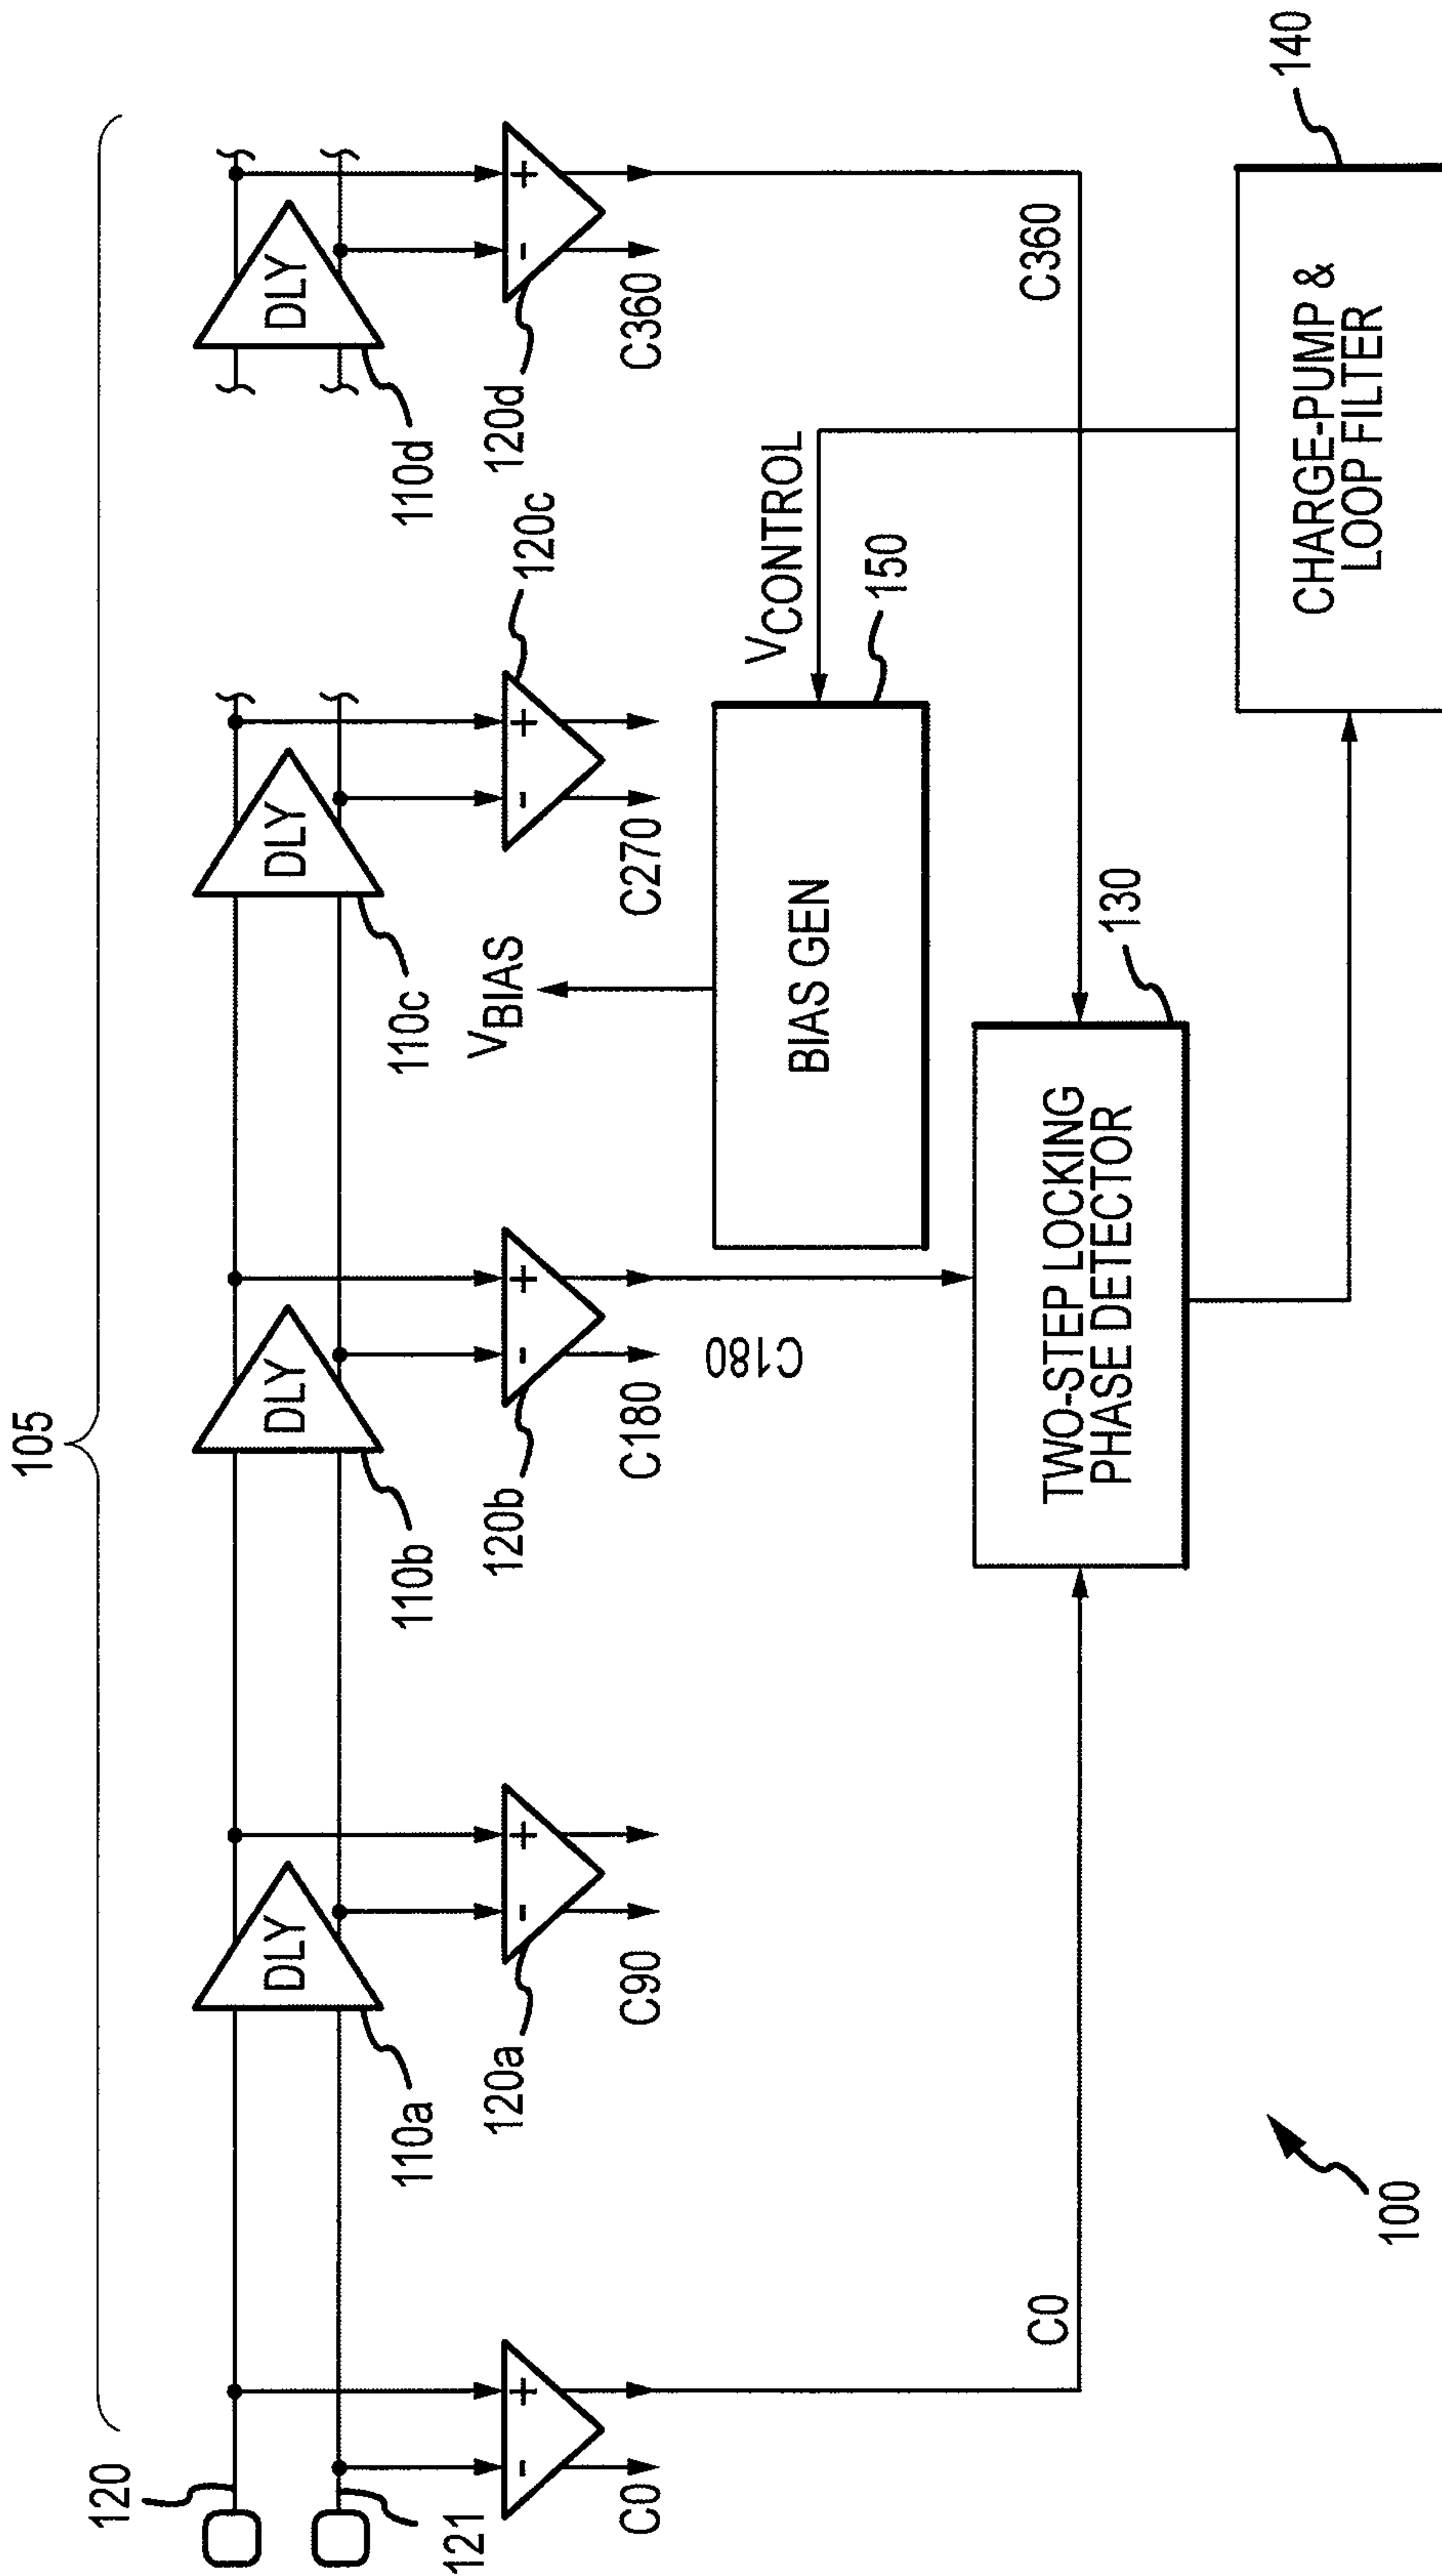 105
120
121
DLY
DLY
DLY
DLY
110a
110b
110c
110d
- +
- +
- +
- +
- +
120a
120b
120c
120d
C0
C90
C180
C270
C360
VBIAS
C180
VCONTROL
150
BIAS GEN
C0
C360
130
TWO-STEP LOCKING
PHASE DETECTOR
140
CHARGE-PUMP &
LOOP FILTER
100